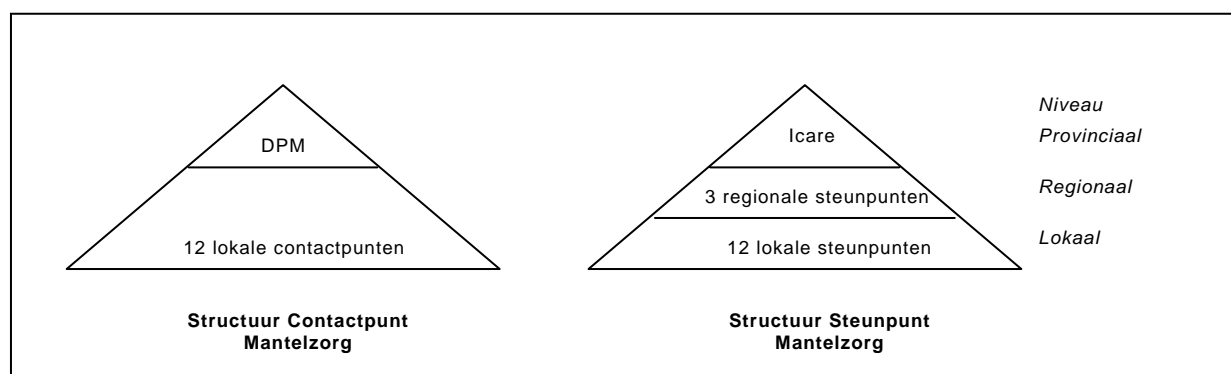 DPM
12 lokale contactpunten
Structuur Contactpunt
Mantelzorg
Icare
3 regionale steunpunten
12 lokale steunpunten
Structuur Steunpunt
Mantelzorg
Niveau
Provinciaal
Regionaal
Lokaal